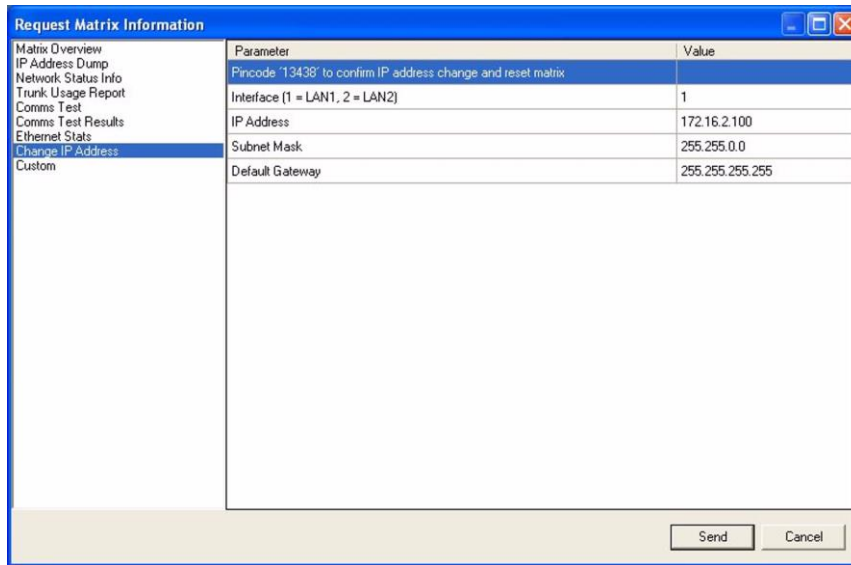 Request Matrix Information
Matrix Overview
IP Address Dump
Network Status Info
Trunk Usage Report
Comms Test
Comms Test Results
Ethernet Stats
Change IP Address
Custom
Parameter Value
Pincode '13438' to confirm IP address change and reset matrix
Interface (1 = LAN1, 2 = LAN2) 1
IP Address 172.16.2.100
Subnet Mask 255.255.0.0
Default Gateway 255.255.255.255
Send Cancel